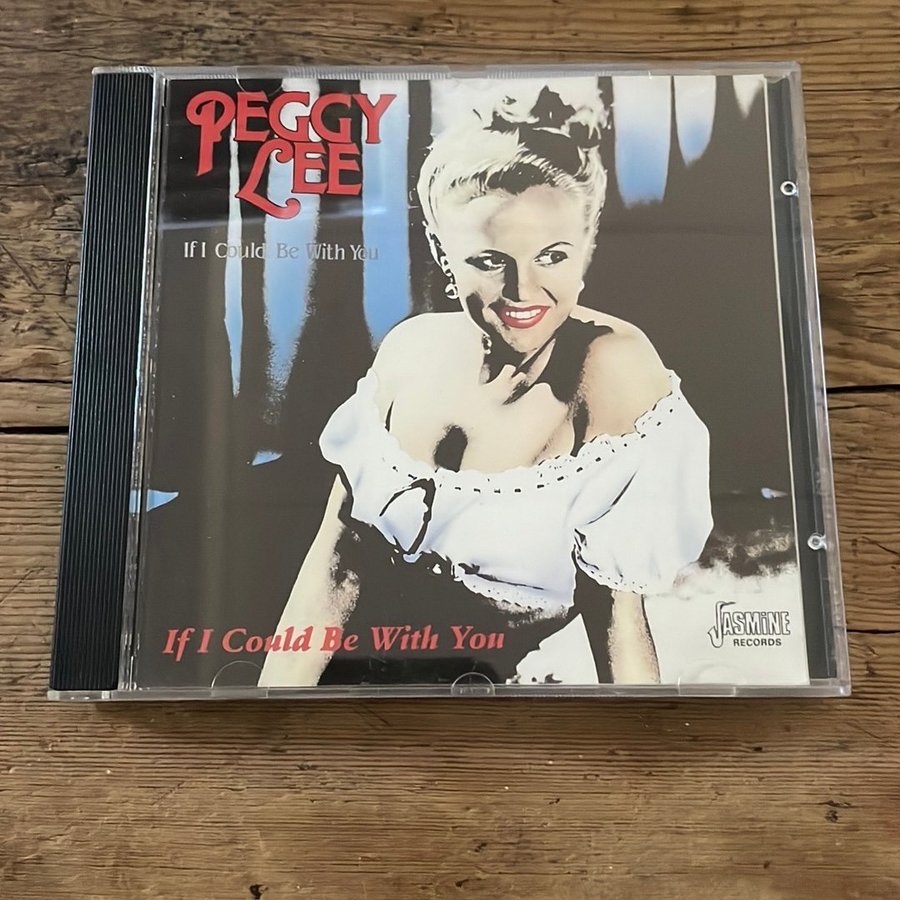 PEGGY
LEE
If I Could Be With You
If I Could Be With You
JASMiNE
RECORDS